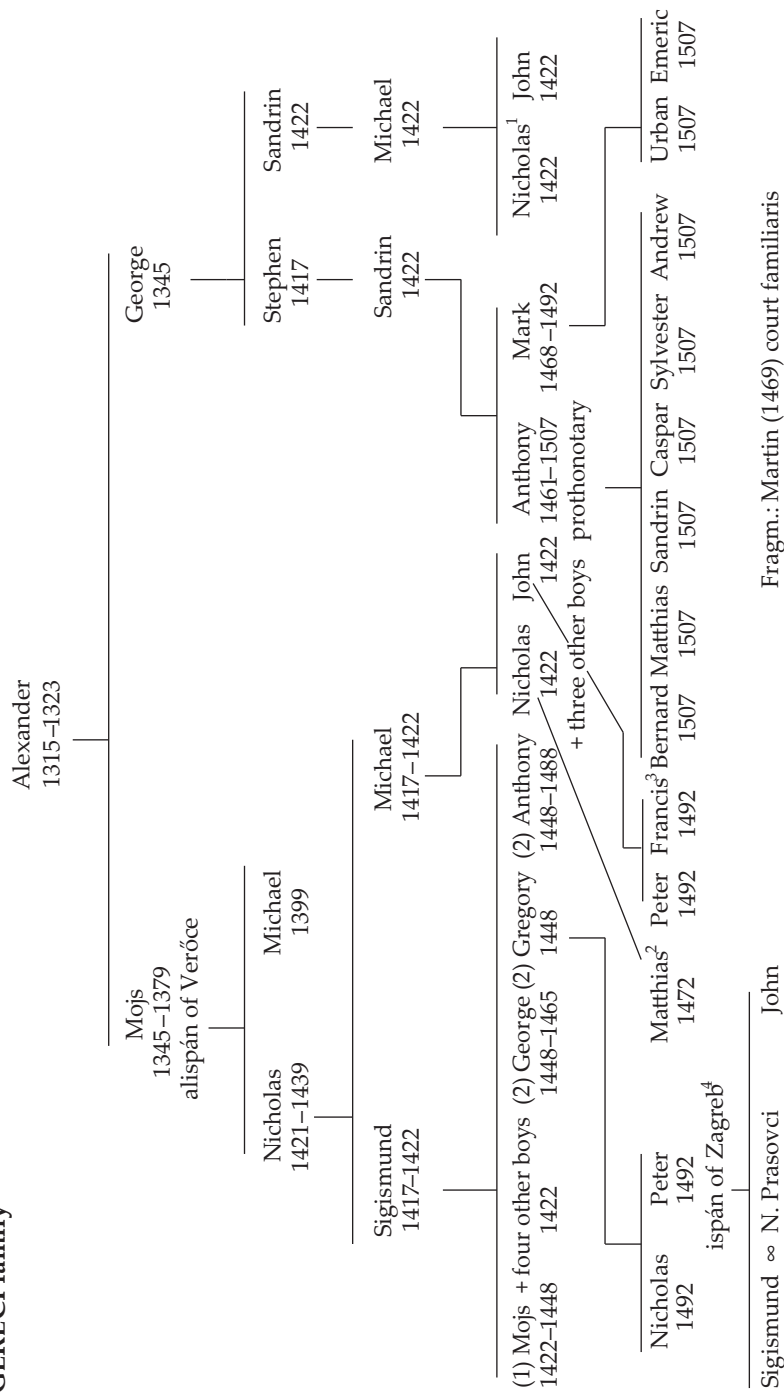 GERECI family
Alexander
1315–1323
Mojs George
1345–1379 1345
alispán of Verőce
Nicholas Michael Stephen Sandrin
1421–1439 1399 1417 1422
Sigismund Michael Sandrin Michael
1417–1422 1417–1422 1422 1422
(1) Mojs + four other boys (2) George (2) Gregory (2) Anthony Nicholas John Anthony Mark Nicholas¹ John
1422–1448 1422 1448–1465 1448 1448–1488 1422 1422 1461–1507 1468–1492 1422 1422
+ three other boys prothonotary
Nicholas Peter Matthias² Peter Francis³ Bernard Matthias Sandrin Caspar Sylvester Andrew Urban Emeric
1492 1492 1472 1492 1492 1507 1507 1507 1507 1507 1507 1507 1507
ispán of Zagreb⁴
Sigismund ∞ N. Prasovci John Fragm.: Martin (1469) court familiaris